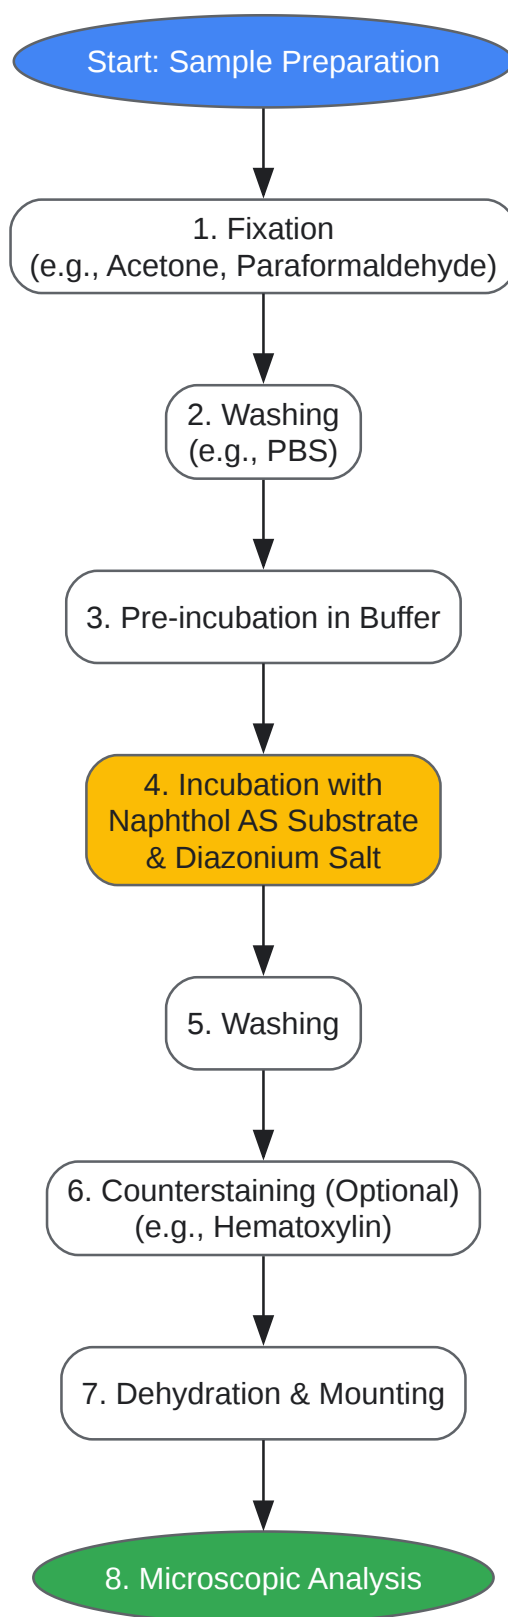 Start: Sample Preparation
1. Fixation
(e.g., Acetone, Paraformaldehyde)
2. Washing
(e.g., PBS)
3. Pre-incubation in Buffer
4. Incubation with
Naphthol AS Substrate
& Diazonium Salt
5. Washing
6. Counterstaining (Optional)
(e.g., Hematoxylin)
7. Dehydration & Mounting
8. Microscopic Analysis